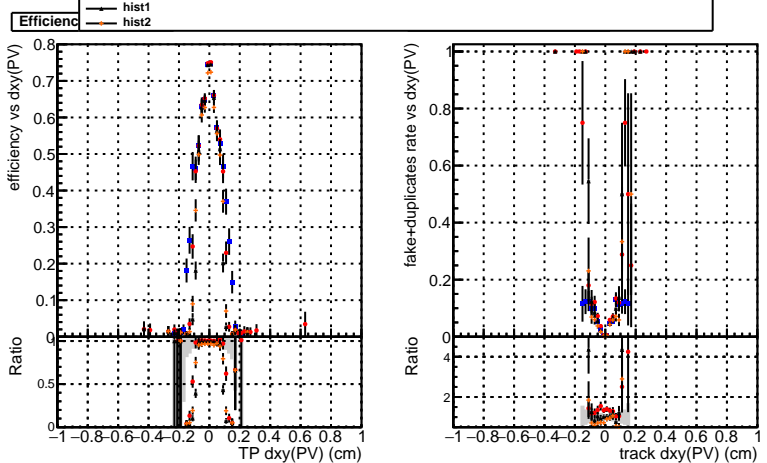 hist1
Efficienc
hist2
efficiency vs dxy(PV)
0.8
0.7
0.6
0.5
0.4
0.3
0.2
0.1
0
Ratio
1
0.5
0
−1 −0.8 −0.6 −0.4 −0.2 0 0.2 0.4 0.6 0.8 1
TP dxy(PV) (cm)
fake+duplicates rate vs dxy(PV)
1
0.8
0.6
0.4
0.2
0
Ratio
4
2
−1 −0.8 −0.6 −0.4 −0.2 0 0.2 0.4 0.6 0.8 1
track dxy(PV) (cm)